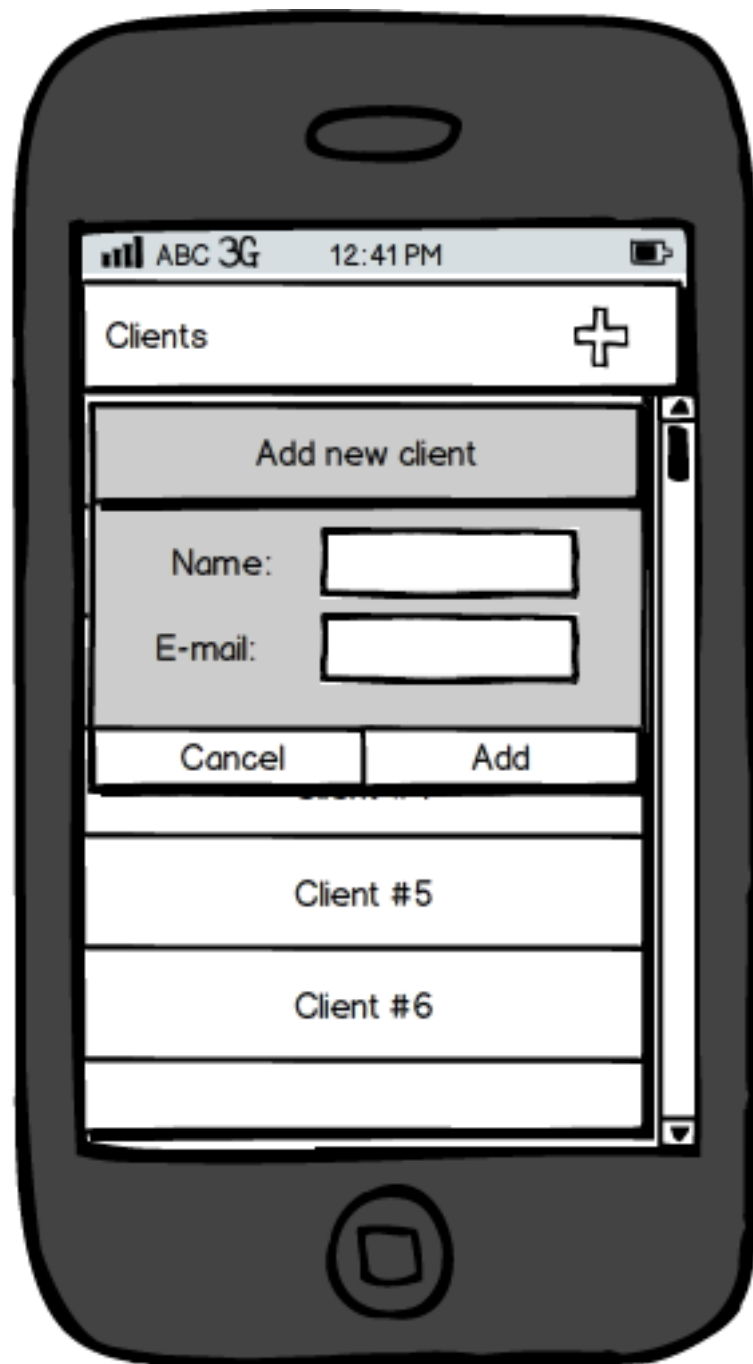 ABC 3G 12:41 PM
Clients
Add new client
Name:
E-mail:
Cancel Add
Client #5
Client #6